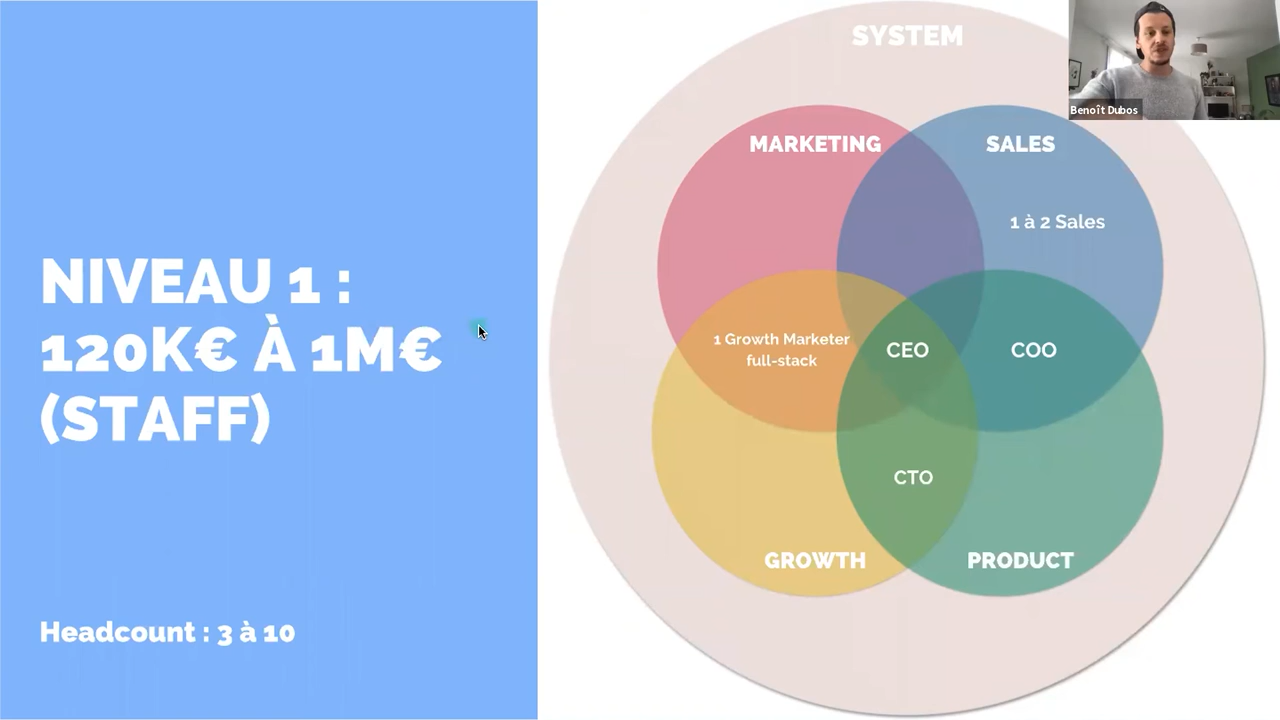 NIVEAU 1 :
120K€ À 1M€
(STAFF)
Headcount : 3 à 10
SYSTEM
MARKETING
SALES
1 à 2 Sales
1 Growth Marketer
full-stack
CEO
COO
CTO
GROWTH
PRODUCT
Benoît Dubos